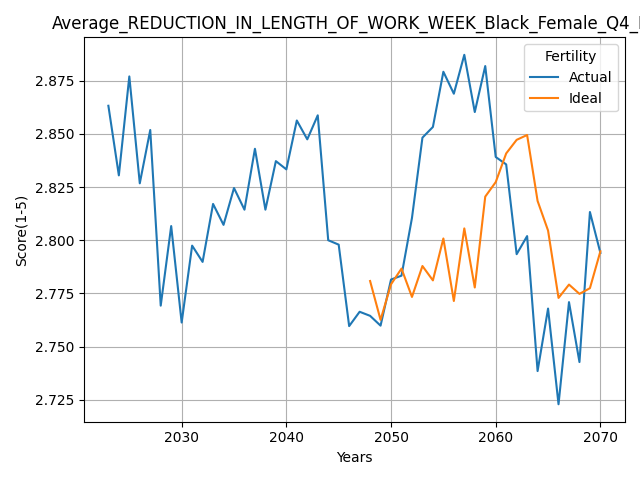 Average_REDUCTION_IN_LENGTH_OF_WORK_WEEK_Black_Female_Q4_
Fertility
Actual
Ideal
Score(1-5)
2.875
2.850
2.825
2.800
2.775
2.750
2.725
2030 2040 2050 2060 2070
Years